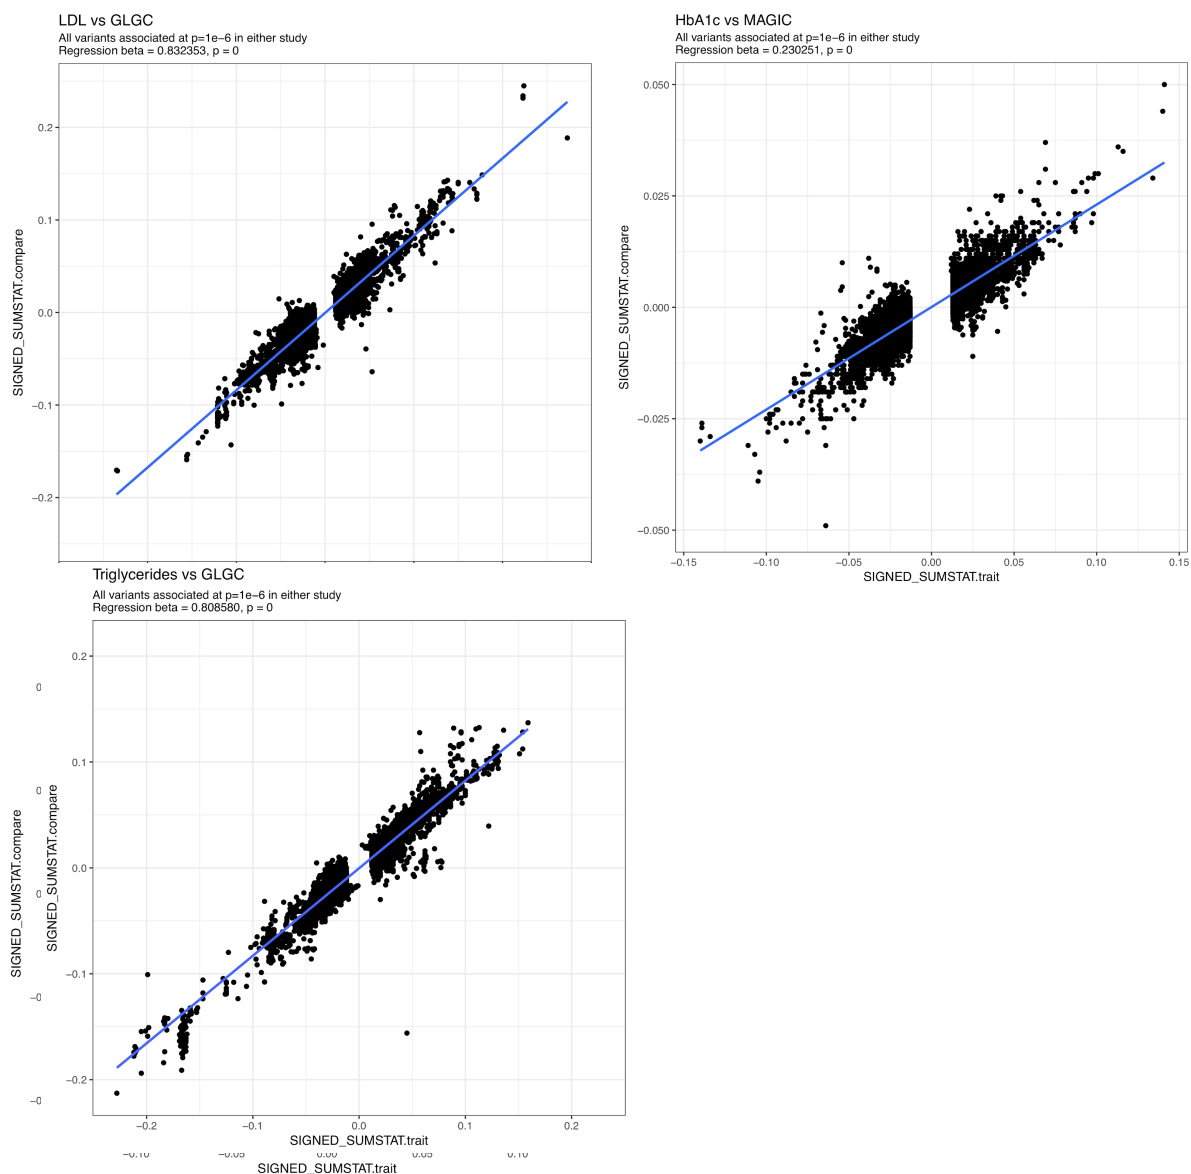 LDL vs GLGC
All variants associated at p=1e−6 in either study
Regression beta = 0.832353, p = 0
0.2
0.1
0.0
−0.1
−0.2
SIGNED_SUMSTAT.compare
HbA1c vs MAGIC
All variants associated at p=1e−6 in either study
Regression beta = 0.230251, p = 0
0.050
0.025
0.000
−0.025
−0.050
SIGNED_SUMSTAT.compare
−0.15 −0.10 −0.05 0.00 0.05 0.10 0.15
SIGNED_SUMSTAT.trait
Triglycerides vs GLGC
All variants associated at p=1e−6 in either study
Regression beta = 0.808580, p = 0
0.2
0.1
0.0
−0.1
−0.2
SIGNED_SUMSTAT.compare
SIGNED_SUMSTAT.compare
0
0
0
−0
−0
−0.2 −0.1 0.0 0.1 0.2
SIGNED_SUMSTAT.trait
−0.10 −0.05 0.00 0.05 0.10
SIGNED_SUMSTAT.trait